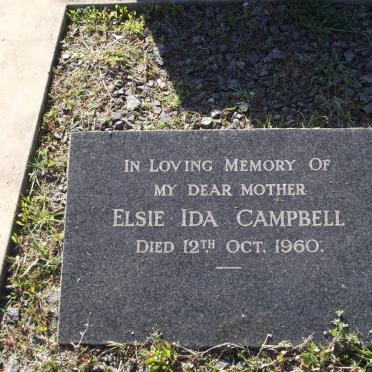 In Loving Memory Of
my dear mother
Elsie Ida Campbell
Died 12th Oct. 1960.